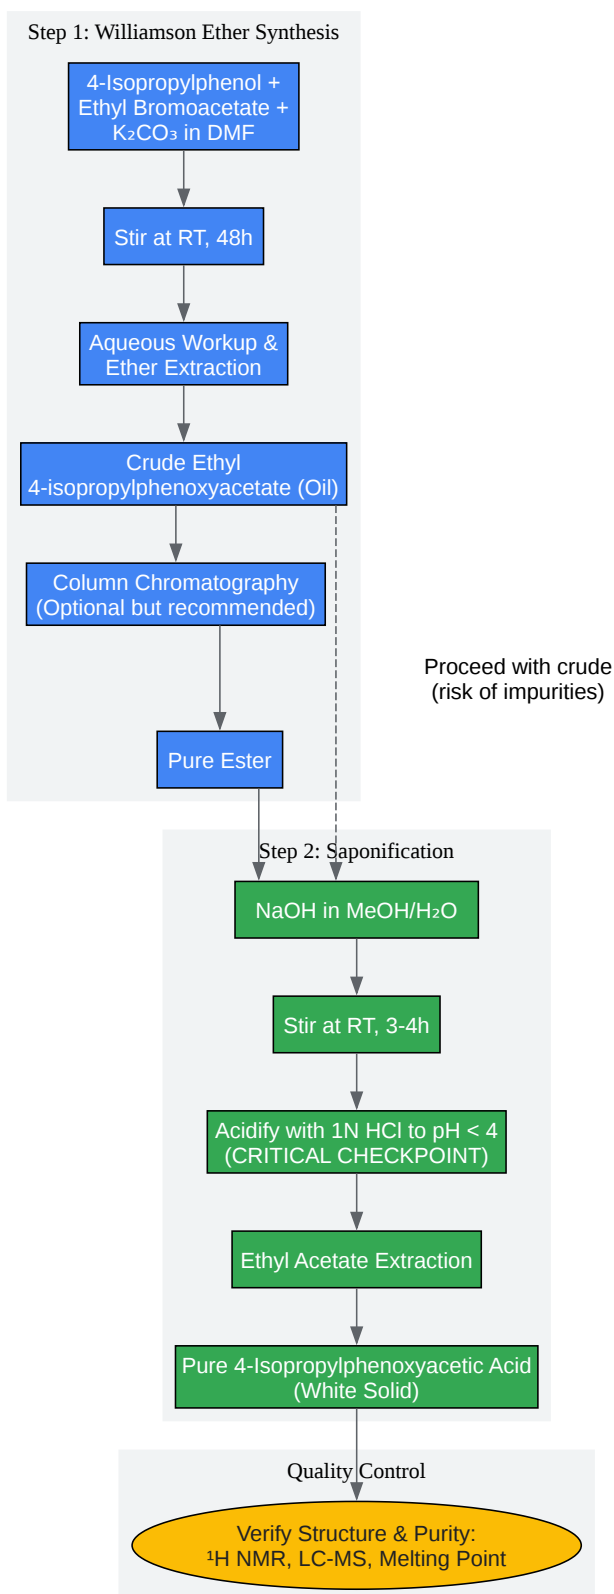 Step 1: Williamson Ether Synthesis
4-Isopropylphenol +
Ethyl Bromoacetate +
K₂CO₃ in DMF
Stir at RT, 48h
Aqueous Workup &
Ether Extraction
Crude Ethyl
4-isopropylphenoxyacetate (Oil)
Column Chromatography
(Optional but recommended)
Proceed with crude
(risk of impurities)
Pure Ester
Step 2: Saponification
NaOH in MeOH/H₂O
Stir at RT, 3-4h
Acidify with 1N HCl to pH < 4
(CRITICAL CHECKPOINT)
Ethyl Acetate Extraction
Pure 4-Isopropylphenoxyacetic Acid
(White Solid)
Quality Control
Verify Structure & Purity:
¹H NMR, LC-MS, Melting Point